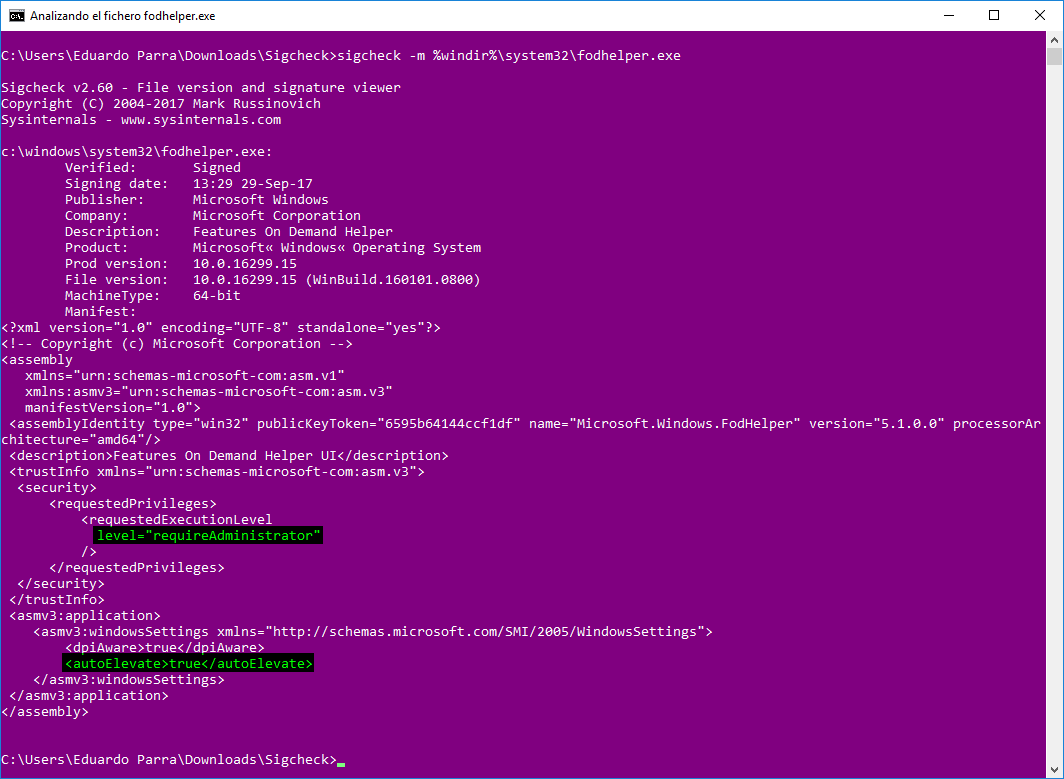 Analizando el fichero fodhelper.exe
C:\Users\Eduardo Parra\Downloads\Sigcheck>sigcheck -m %windir%\system32\fodhelper.exe
Sigcheck v2.60 - File version and signature viewer
Copyright (C) 2004-2017 Mark Russinovich
Sysinternals - www.sysinternals.com
c:\windows\system32\fodhelper.exe:
Verified: Signed
Signing date: 13:29 29-Sep-17
Publisher: Microsoft Windows
Company: Microsoft Corporation
Description: Features On Demand Helper
Product: Microsoft« Windows« Operating System
Prod version: 10.0.16299.15
File version: 10.0.16299.15 (WinBuild.160101.0800)
MachineType: 64-bit
Manifest:
<?xml version="1.0" encoding="UTF-8" standalone="yes"?>
<!-- Copyright (c) Microsoft Corporation -->
<assembly
xmlns="urn:schemas-microsoft-com:asm.v1"
xmlns:asmv3="urn:schemas-microsoft-com:asm.v3"
manifestVersion="1.0">
<assemblyIdentity type="win32" publicKeyToken="6595b64144ccf1df" name="Microsoft.Windows.FodHelper" version="5.1.0.0" processorAr
chitecture="amd64"/>
<description>Features On Demand Helper UI</description>
<trustInfo xmlns="urn:schemas-microsoft-com:asm.v3">
<security>
<requestedPrivileges>
<requestedExecutionLevel
level="requireAdministrator"
/>
</requestedPrivileges>
</security>
</trustInfo>
<asmv3:application>
<asmv3:windowsSettings xmlns="http://schemas.microsoft.com/SMI/2005/WindowsSettings">
<dpiAware>true</dpiAware>
<autoElevate>true</autoElevate>
</asmv3:windowsSettings>
</asmv3:application>
</assembly>
C:\Users\Eduardo Parra\Downloads\Sigcheck>